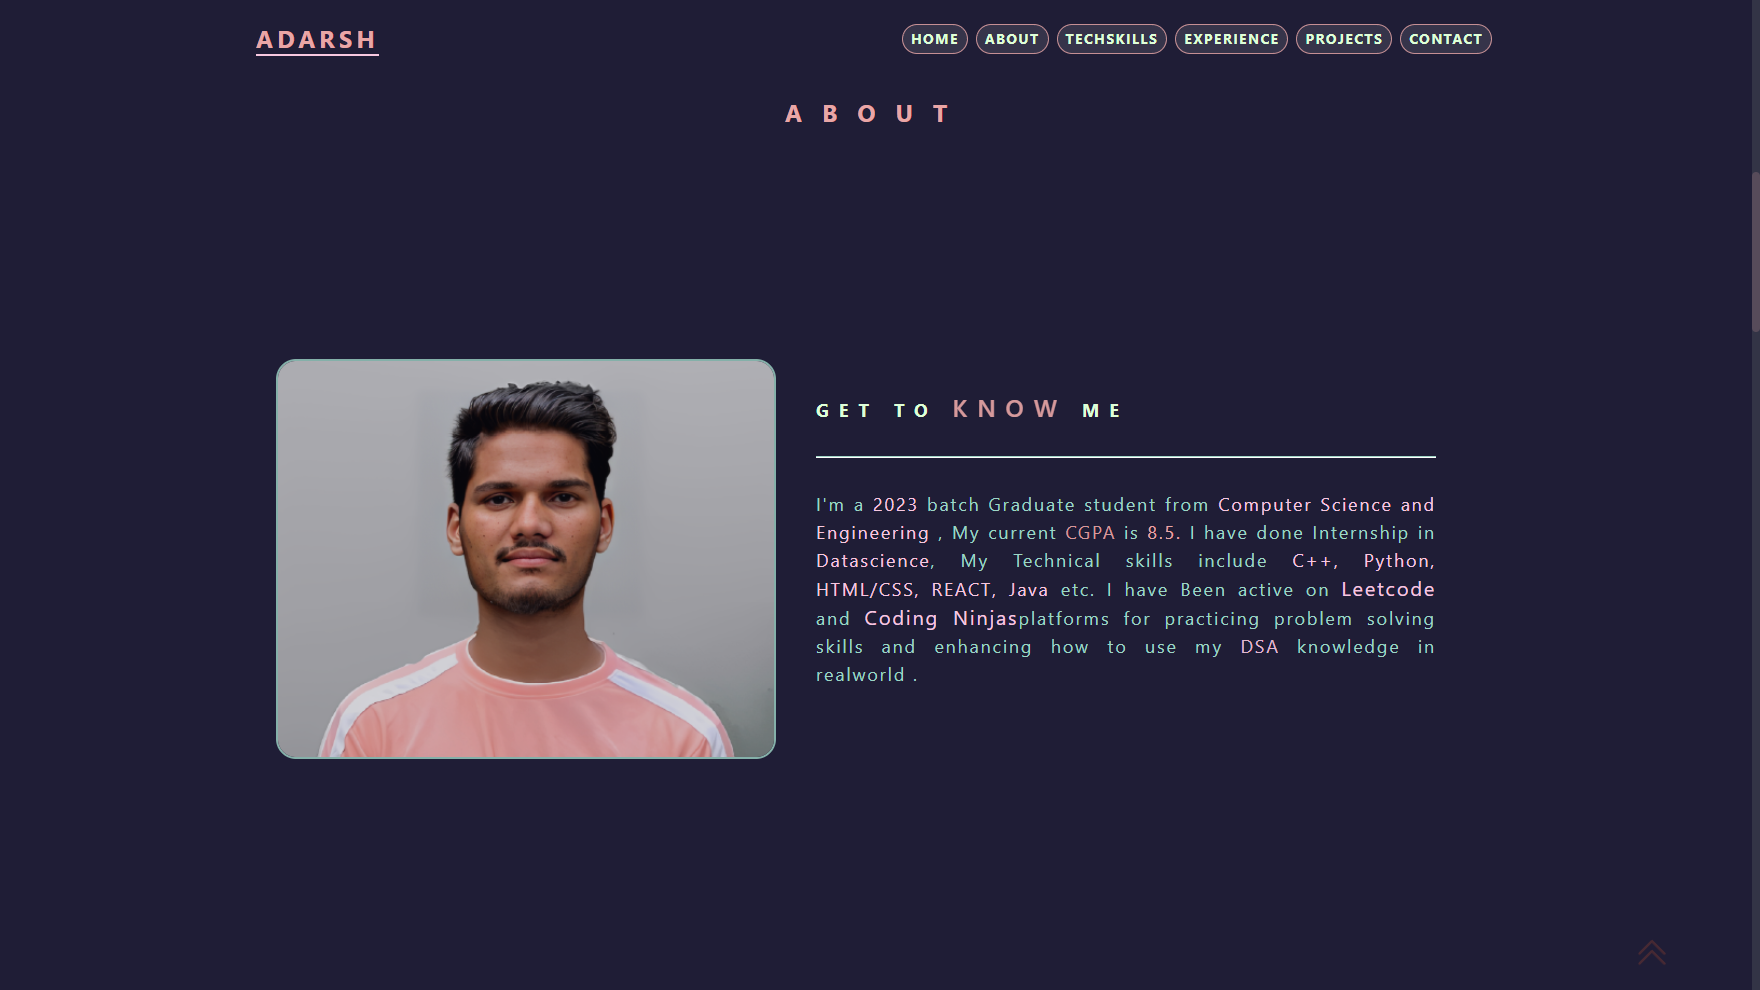 ADARSH
HOME ABOUT TECHSKILLS EXPERIENCE PROJECTS CONTACT
ABOUT
GET TO KNOW ME
I'm a 2023 batch Graduate student from Computer Science and
Engineering , My current CGPA is 8.5. I have done Internship in
Datascience, My Technical skills include C++, Python,
HTML/CSS, REACT, Java etc. I have Been active on Leetcode
and Coding Ninjasplatforms for practicing problem solving
skills and enhancing how to use my DSA knowledge in
realworld .